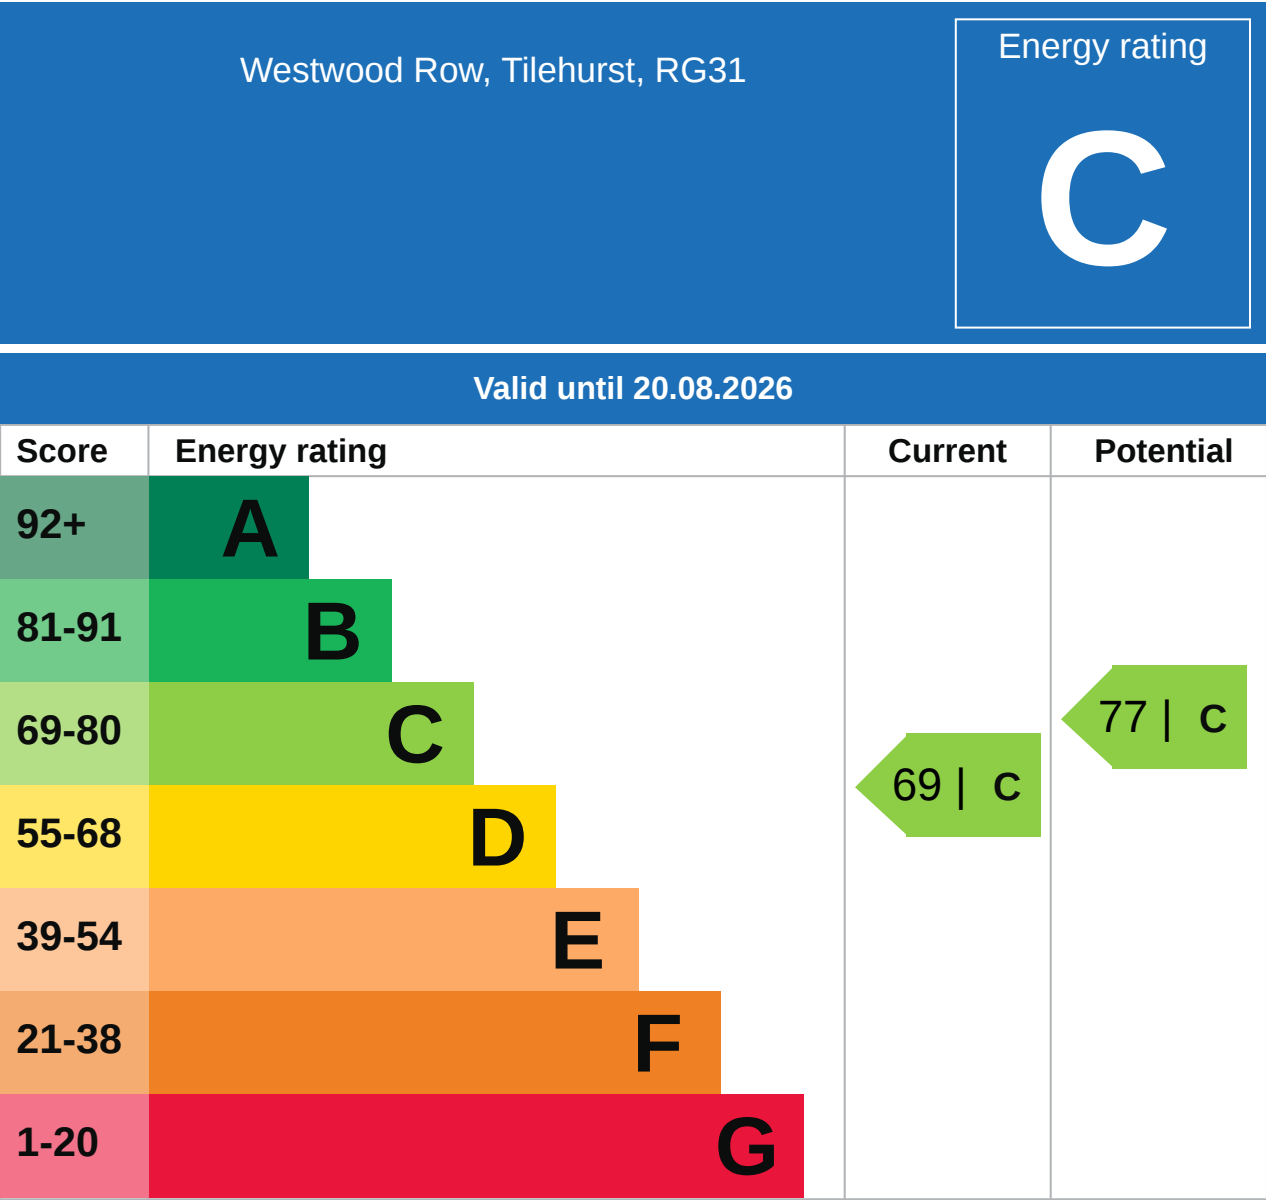 Westwood Row, Tilehurst, RG31
Energy rating
C
Valid until 20.08.2026
Score Energy rating Current Potential
92+ A
81-91 B
69-80 C
77 | C
69 | C
55-68 D
39-54 E
21-38 F
1-20 G